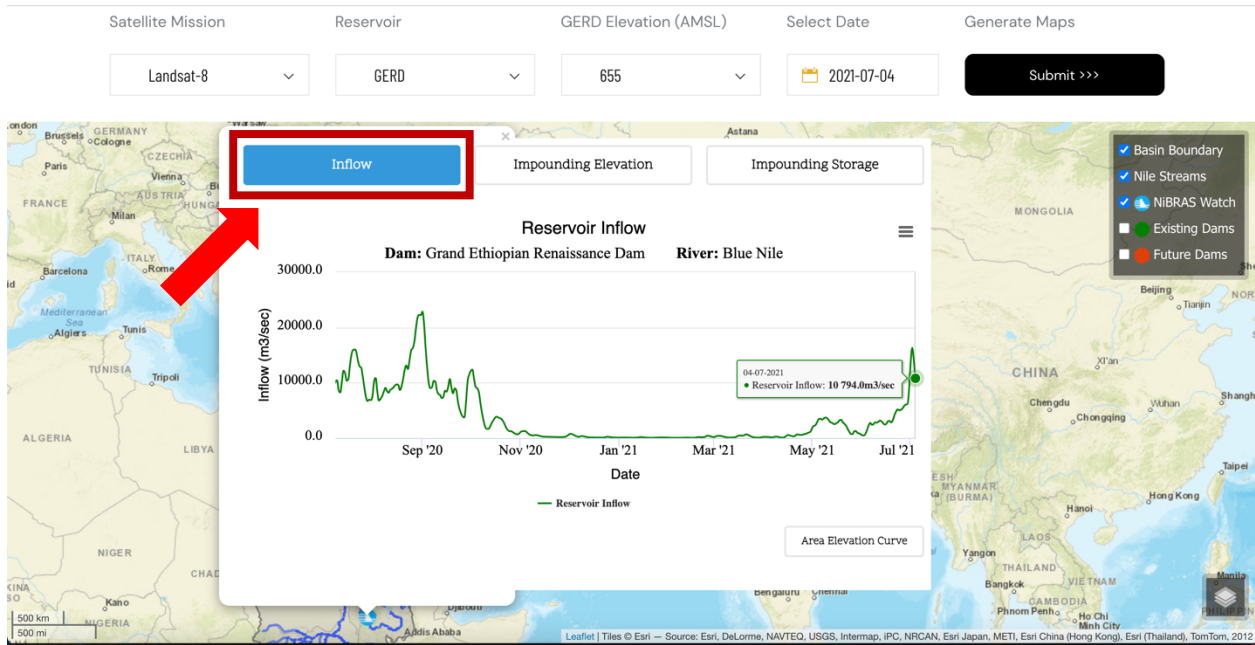 Satellite Mission
Reservoir
GERD Elevation (AMSL)
Select Date
Generate Maps
Landsat-8
GERD
655
2021-07-04
Submit >>>
Inflow
Impounding Elevation
Impounding Storage
×
Reservoir Inflow
Dam: Grand Ethiopian Renaissance Dam River: Blue Nile
30000.0
20000.0
10000.0
0.0
Inflow (m3/sec)
04-07-2021
• Reservoir Inflow: 10 794.0m3/sec
Sep '20
Nov '20
Jan '21
Mar '21
May '21
Jul '21
Date
Reservoir Inflow
Area Elevation Curve
Basin Boundary
Nile Streams
NiBRAS Watch
Existing Dams
Future Dams
Brussels
GERMANY
Cologne
Paris
CZECHIA
Vienna
AUSTRIA
FRANCE
Milan
ITALY
Barcelona
Rome
Mediterranean
Sea
Algiers
Tunis
TUNISIA
Tripoli
ALGERIA
LIBYA
NIGER
Kano
NIGERIA
Addis Ababa
Astana
MONGOLIA
Beijing
Tianjin
Xi'an
CHINA
Chengdu
Wuhan
Chongqing
Taipei
MYANMAR
(BURMA)
Hong Kong
Hanoi
LAOS
Yangon
THAILAND
VIETNAM
Bangkok
Manila
CAMBODIA
Phnom Penh
Ho Chi
Minh City
Bengaluru
Chennai
500 km
500 mi
Leaflet | Tiles © Esri — Source: Esri, DeLorme, NAVTEQ, USGS, Intermap, iPC, NRCAN, Esri Japan, METI, Esri China (Hong Kong), Esri (Thailand), TomTom, 2012